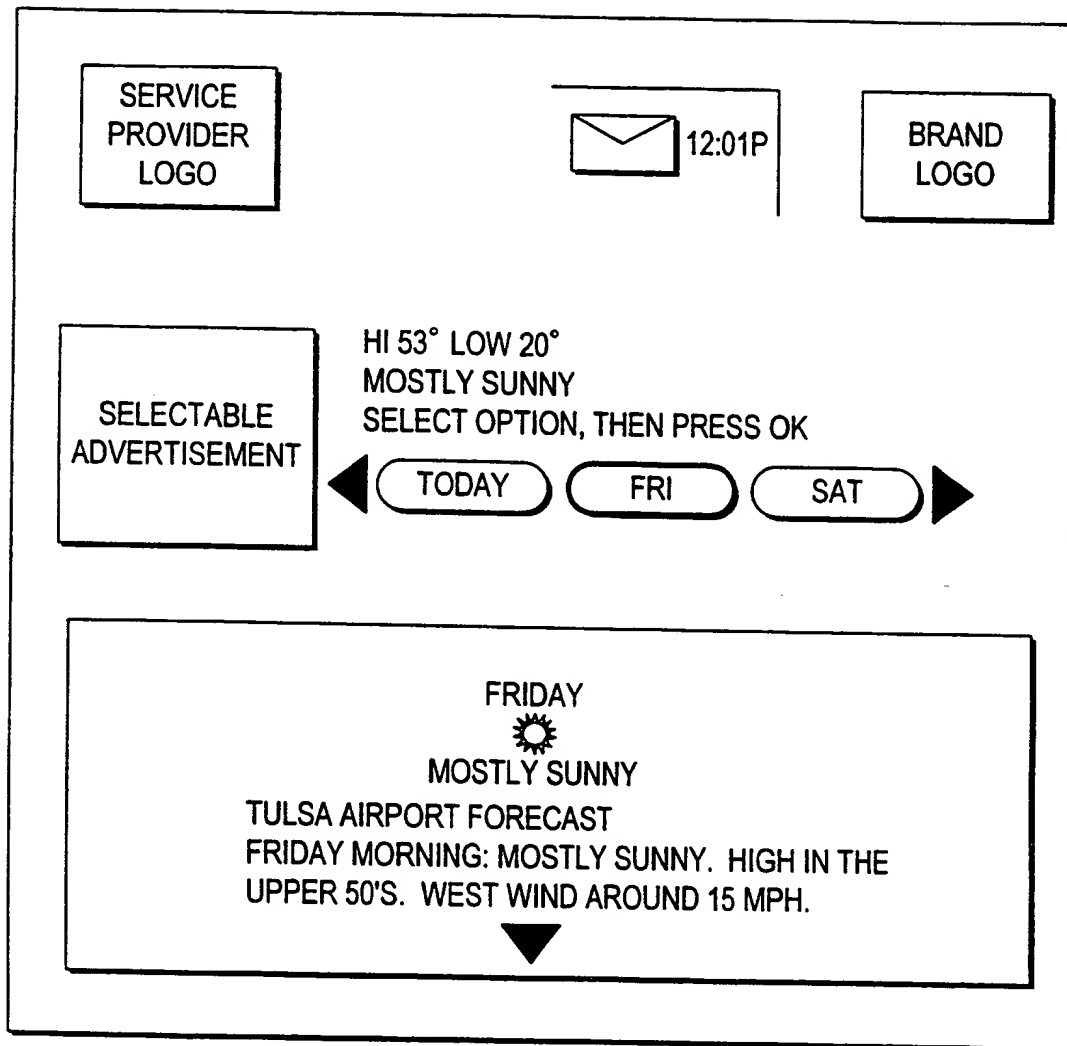 SERVICE
PROVIDER
LOGO
12:01P
BRAND
LOGO
SELECTABLE
ADVERTISEMENT
HI 53° LOW 20°
MOSTLY SUNNY
SELECT OPTION, THEN PRESS OK
TODAY
FRI
SAT
FRIDAY
MOSTLY SUNNY
TULSA AIRPORT FORECAST
FRIDAY MORNING: MOSTLY SUNNY. HIGH IN THE
UPPER 50'S. WEST WIND AROUND 15 MPH.